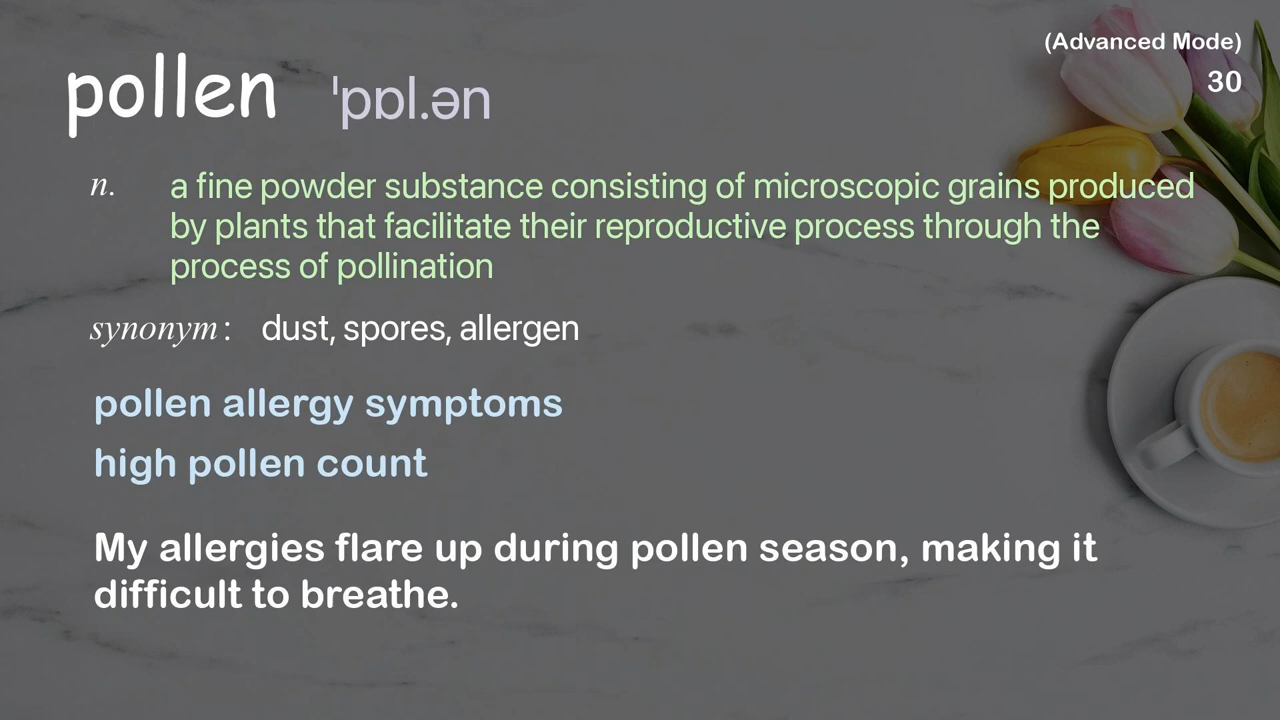 (Advanced Mode)
30
pollen ˈpɒl.ən
n. a fine powder substance consisting of microscopic grains produced
by plants that facilitate their reproductive process through the
process of pollination
synonym: dust, spores, allergen
pollen allergy symptoms
high pollen count
My allergies flare up during pollen season, making it
difficult to breathe.